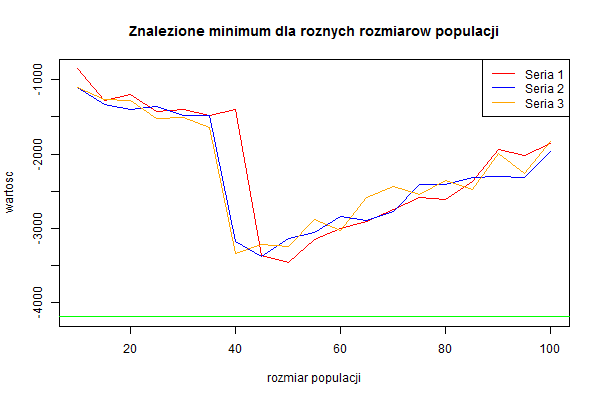 Znalezione minimum dla roznych rozmiarow populacji
Seria 1
Seria 2
Seria 3
wartosc
-1000
-2000
-3000
-4000
20
40
60
80
100
rozmiar populacji